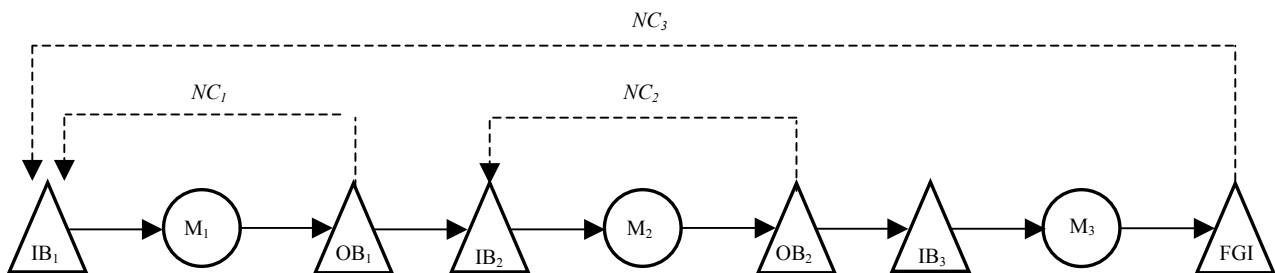 NC₃
NC₁
NC₂
IB₁
M₁
OB₁
IB₂
M₂
OB₂
IB₃
M₃
FGI